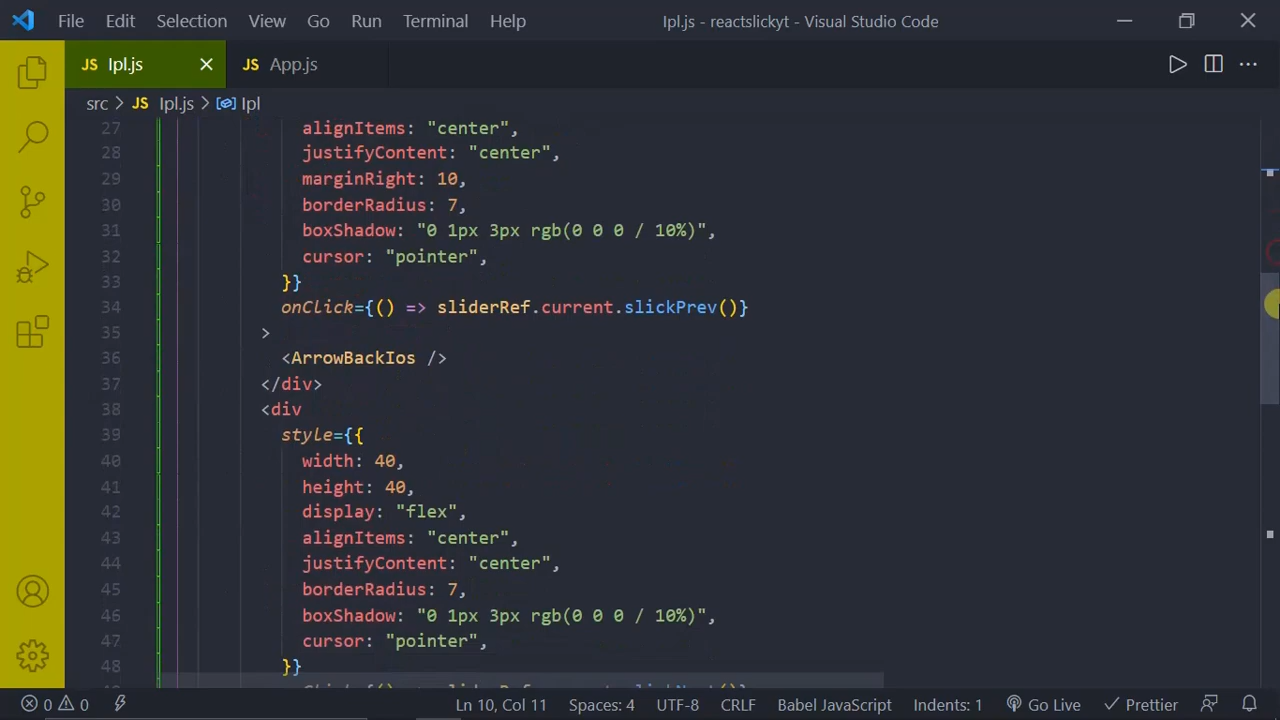 File Edit Selection View Go Run Terminal Help Ipl.js - reactslickyt - Visual Studio Code
JS Ipl.js JS App.js
src > JS Ipl.js > Ipl
27 alignItems: "center",
28 justifyContent: "center",
29 marginRight: 10,
30 borderRadius: 7,
31 boxShadow: "0 1px 3px rgb(0 0 0 / 10%)",
32 cursor: "pointer",
33 }}
34 onClick={() => sliderRef.current.slickPrev()}
35 >
36 <ArrowBackIos />
37 </div>
38 <div
39 style={{
40 width: 40,
41 height: 40,
42 display: "flex",
43 alignItems: "center",
44 justifyContent: "center",
45 borderRadius: 7,
46 boxShadow: "0 1px 3px rgb(0 0 0 / 10%)",
47 cursor: "pointer",
48 }}
0 0 Ln 10, Col 11 Spaces: 4 UTF-8 CRLF Babel JavaScript Indents: 1 Go Live Prettier